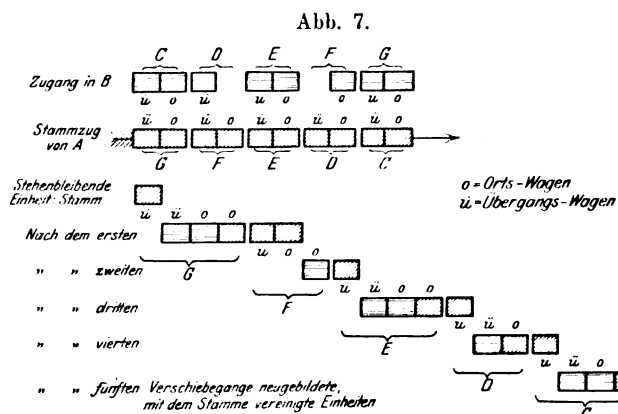 Abb. 7.
C D E F G
Zugang in B
ü o ü ü o o ü o
Stammzug von A
ü o ü o ü o ü o ü o
G F E D C
Stehenbleibende Einheit: Stamm
o = Orts-Wagen
ü = Übergangs-Wagen
ü ü o o
Nach dem ersten
G u o o
" " zweiten
F u ü o o
" " dritten
E u ü o
" " vierten
D u ü o
" " fünften Verschiebegange neugebildete,
mit dem Stamme vereinigte Einheiten